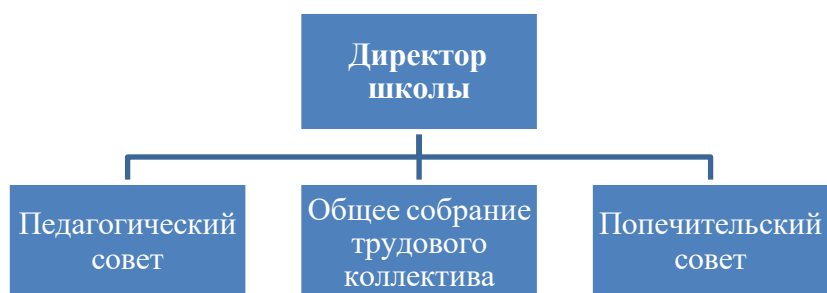 Директор
школы
Педагогический
совет
Общее собрание
трудового
коллектива
Попечительский
совет